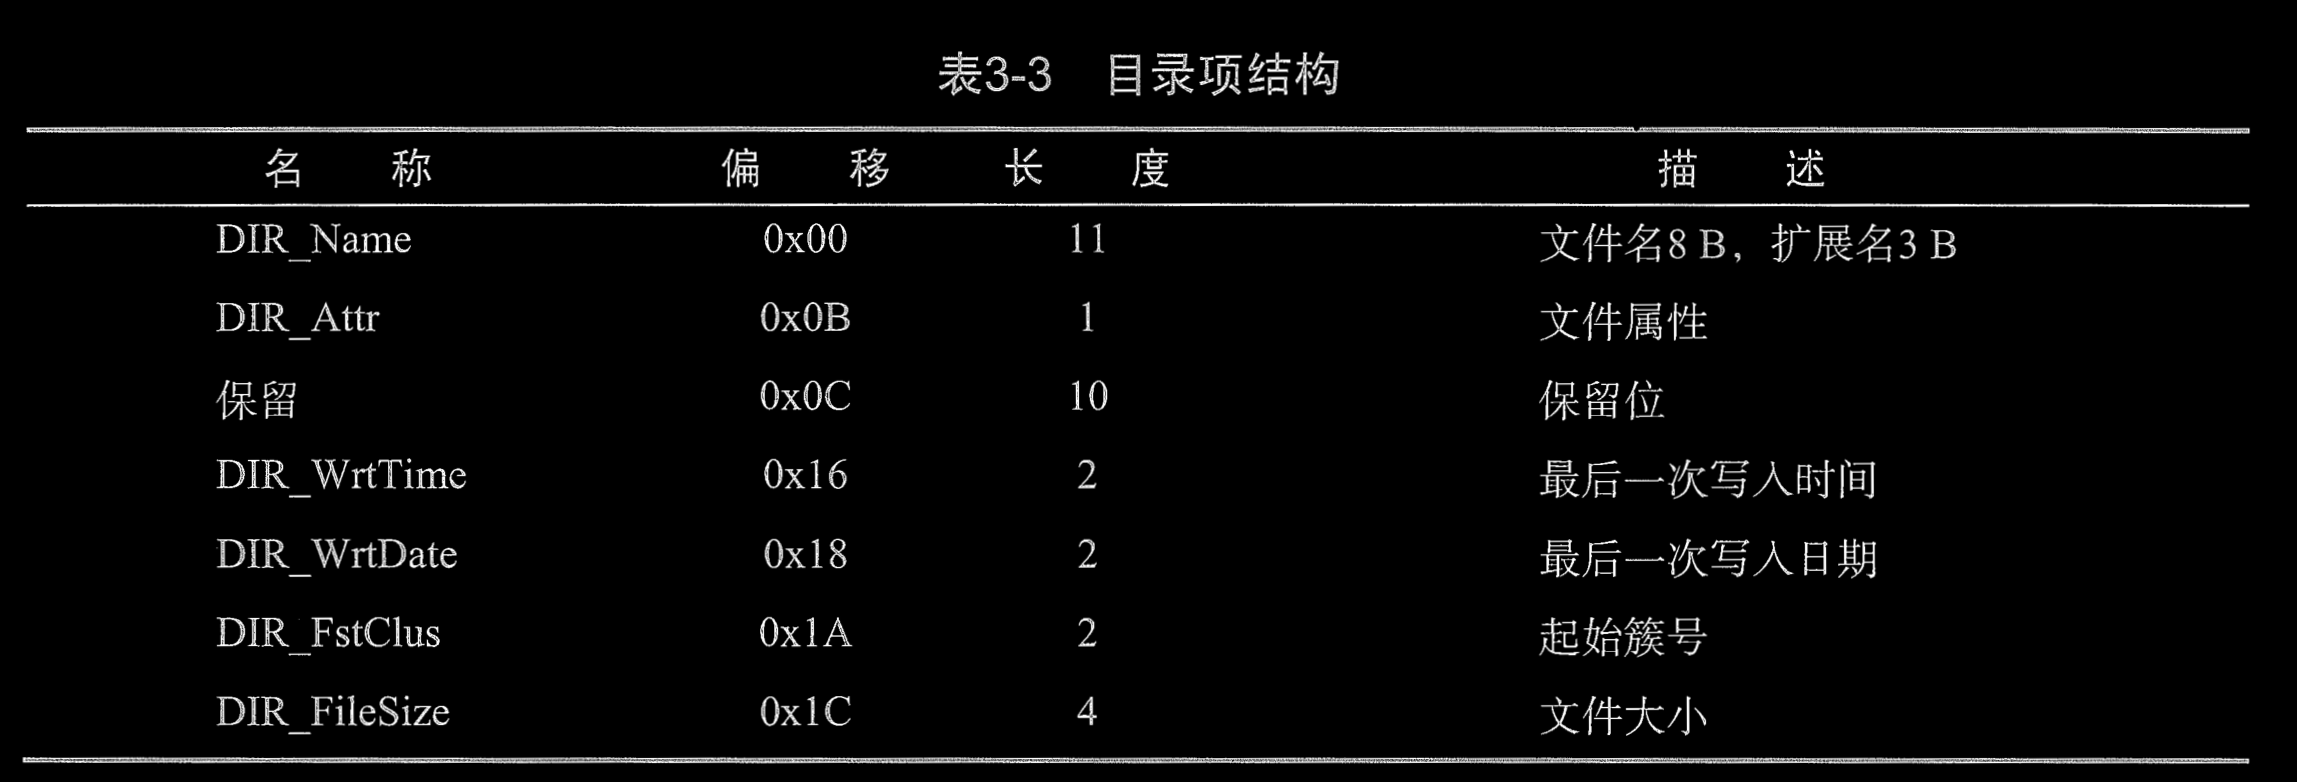 表3-3 目录项结构
名 称 偏 移 长 度 描 述
DIR_Name 0x00 11 文件名8 B，扩展名3 B
DIR_Attr 0x0B 1 文件属性
保留 0x0C 10 保留位
DIR_WrtTime 0x16 2 最后一次写入时间
DIR_WrtDate 0x18 2 最后一次写入日期
DIR_FstClus 0x1A 2 起始簇号
DIR_FileSize 0x1C 4 文件大小